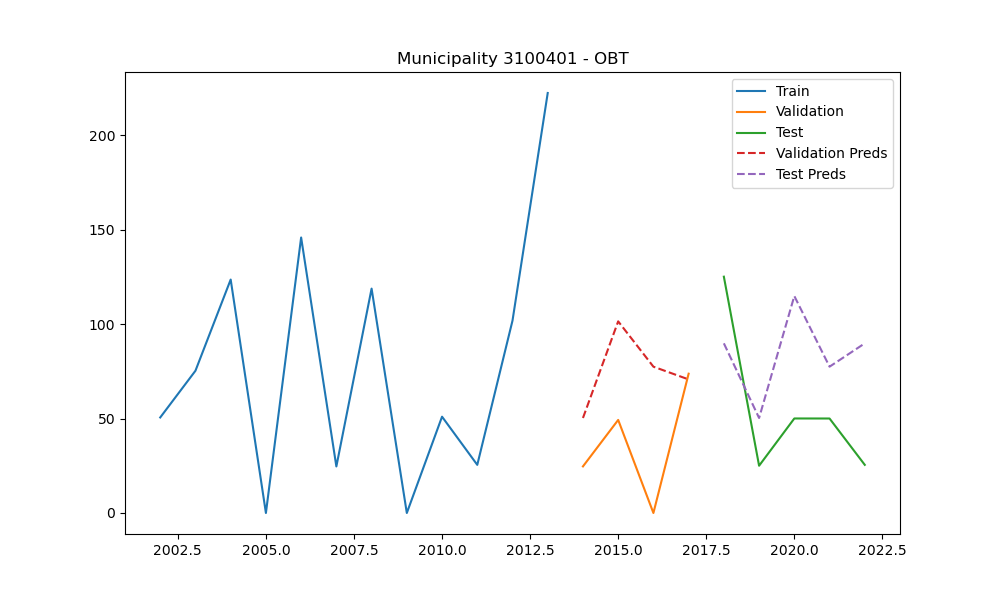 Municipality 3100401 - OBT
Train
Validation
Test
Validation Preds
Test Preds
200
150
100
50
0
2002.5 2005.0 2007.5 2010.0 2012.5 2015.0 2017.5 2020.0 2022.5